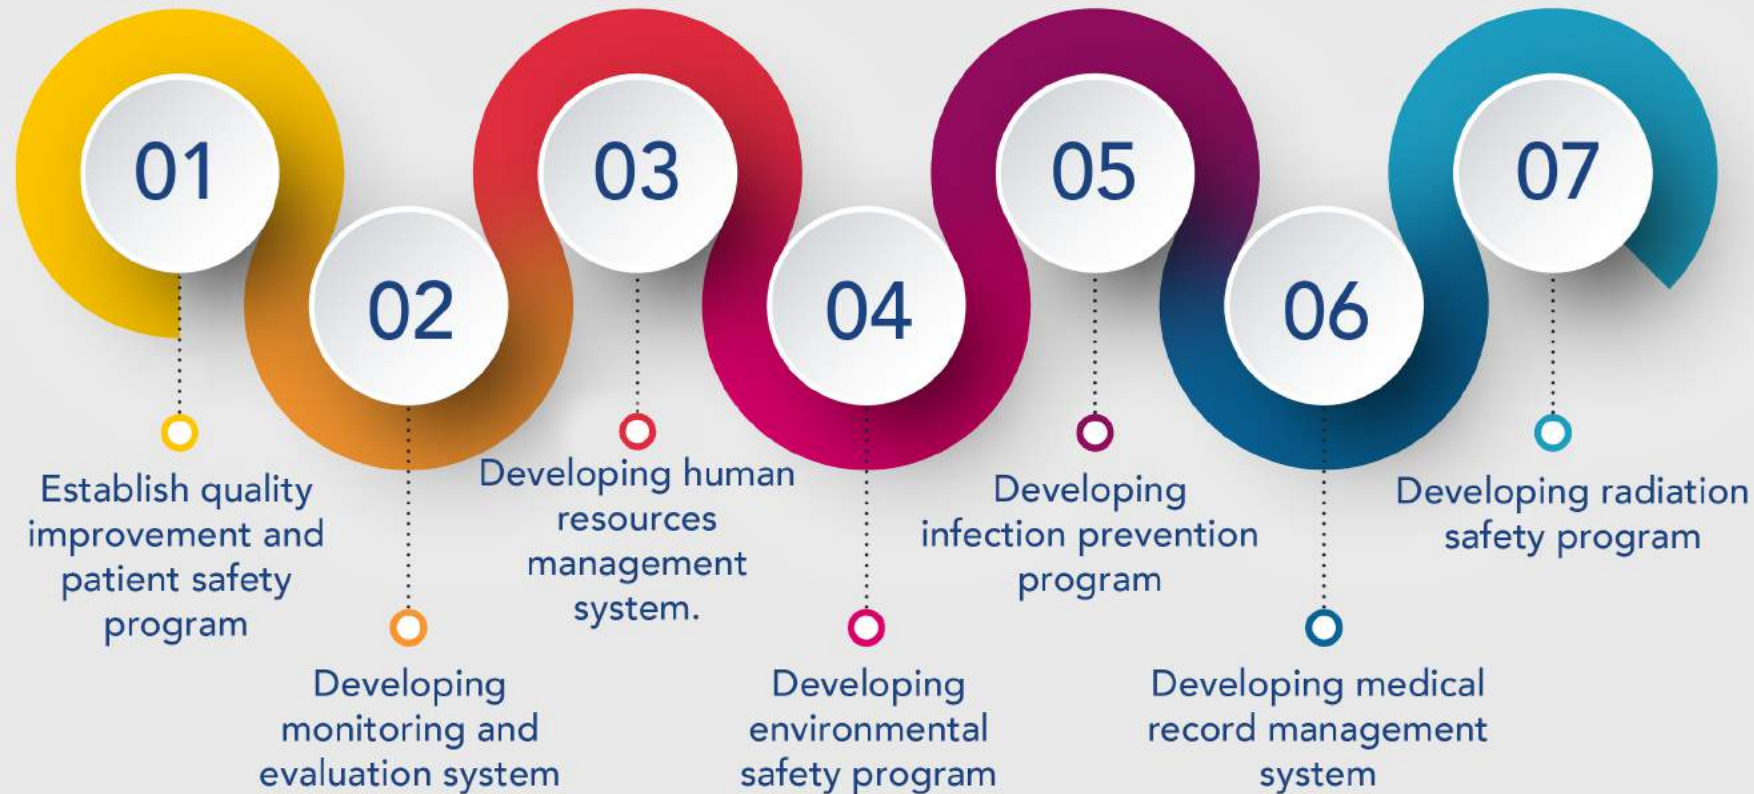 01
Establish quality
improvement and
patient safety
program
02
Developing
monitoring and
evaluation system
03
Developing human
resources
management
system.
04
Developing
environmental
safety program
05
Developing
infection prevention
program
06
Developing medical
record management
system
07
Developing radiation
safety program